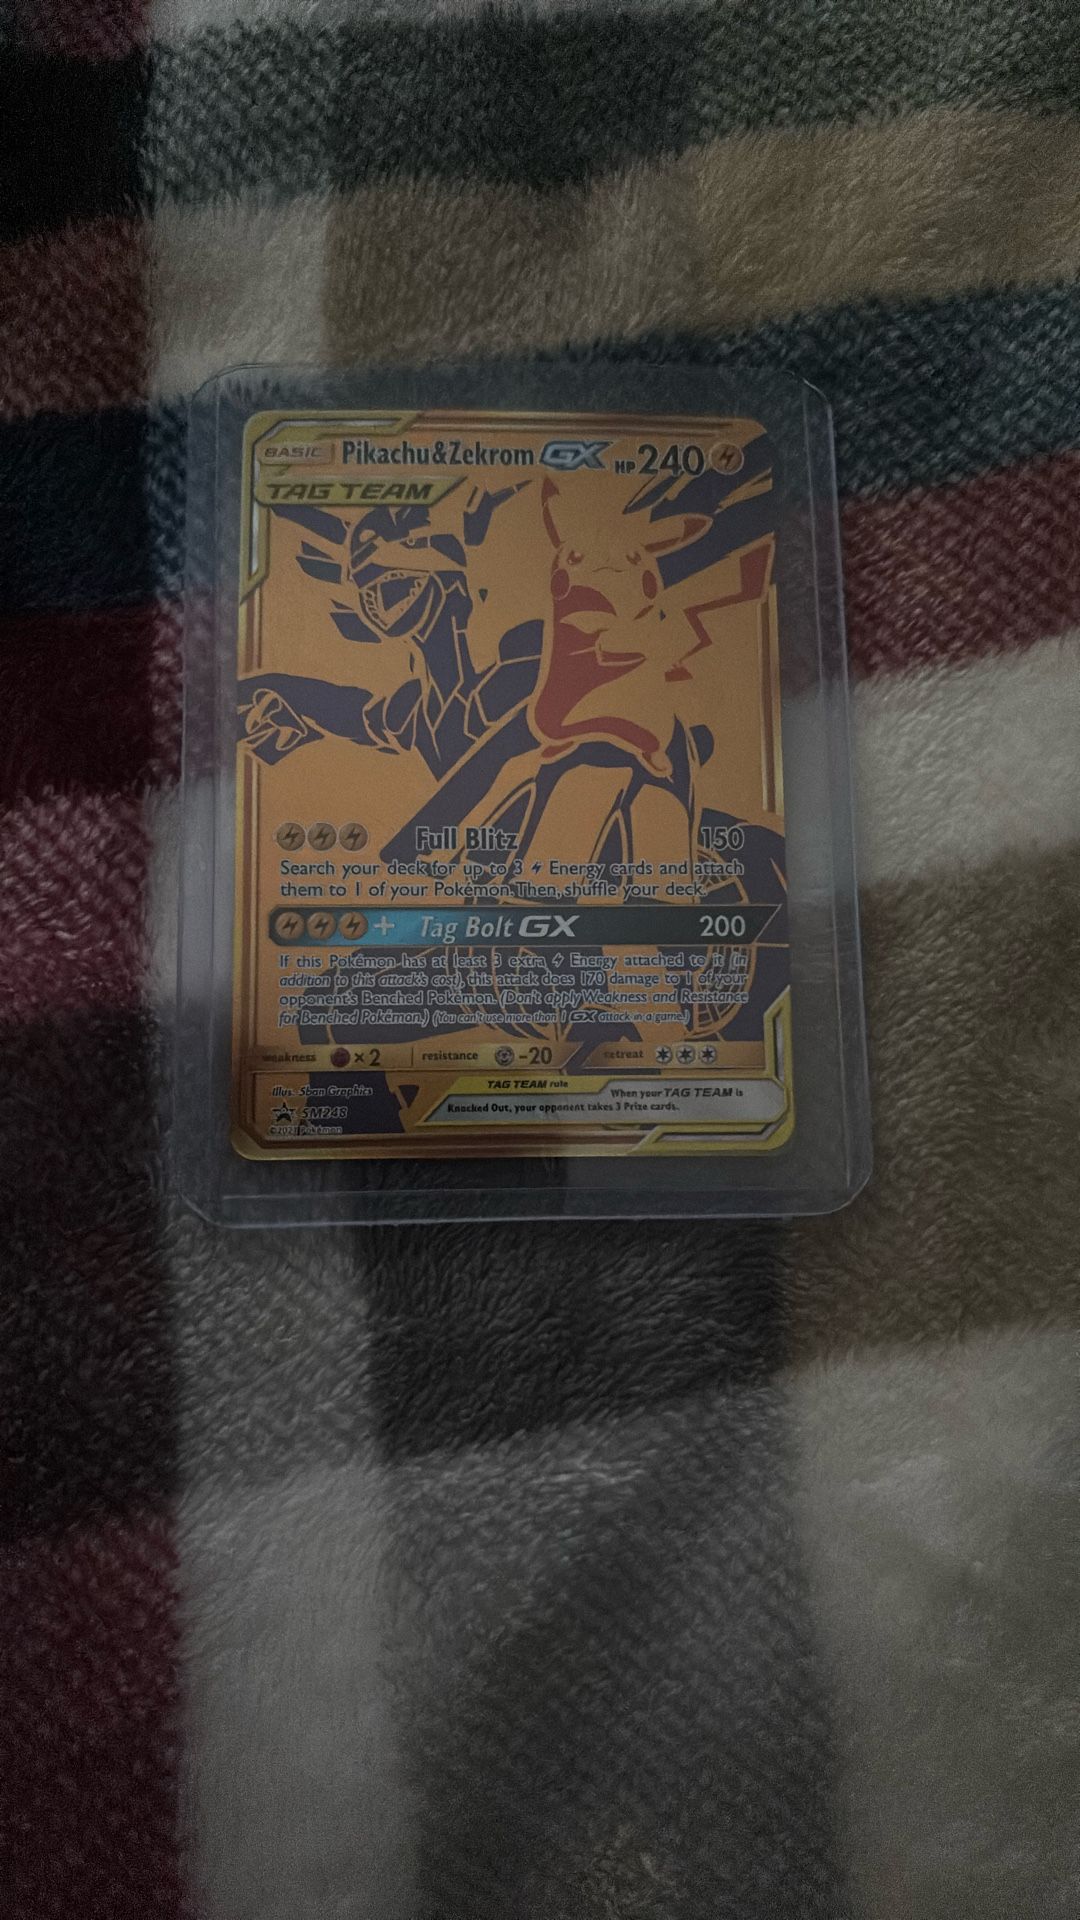 BASIC Pikachu&Zekrom GX HP 240
TAG TEAM
Full Blitz 150
Search your deck for up to 3 Energy cards and attach
them to 1 of your Pokémon. Then, shuffle your deck.
+ Tag Bolt GX 200
If this Pokémon has at least 3 extra Energy attached to it (in
addition to this attack's cost), this attack does 170 damage to 1 of your
opponent's Benched Pokémon. (Don't apply Weakness and Resistance
for Benched Pokémon.) (You can't use more than 1 GX attack in a game.)
weakness ×2 resistance -20 retreat
Illus. 5ban Graphics
TAG TEAM rule
When your TAG TEAM is
Knocked Out, your opponent takes 3 Prize cards.
SM248
©2021 Pokémon